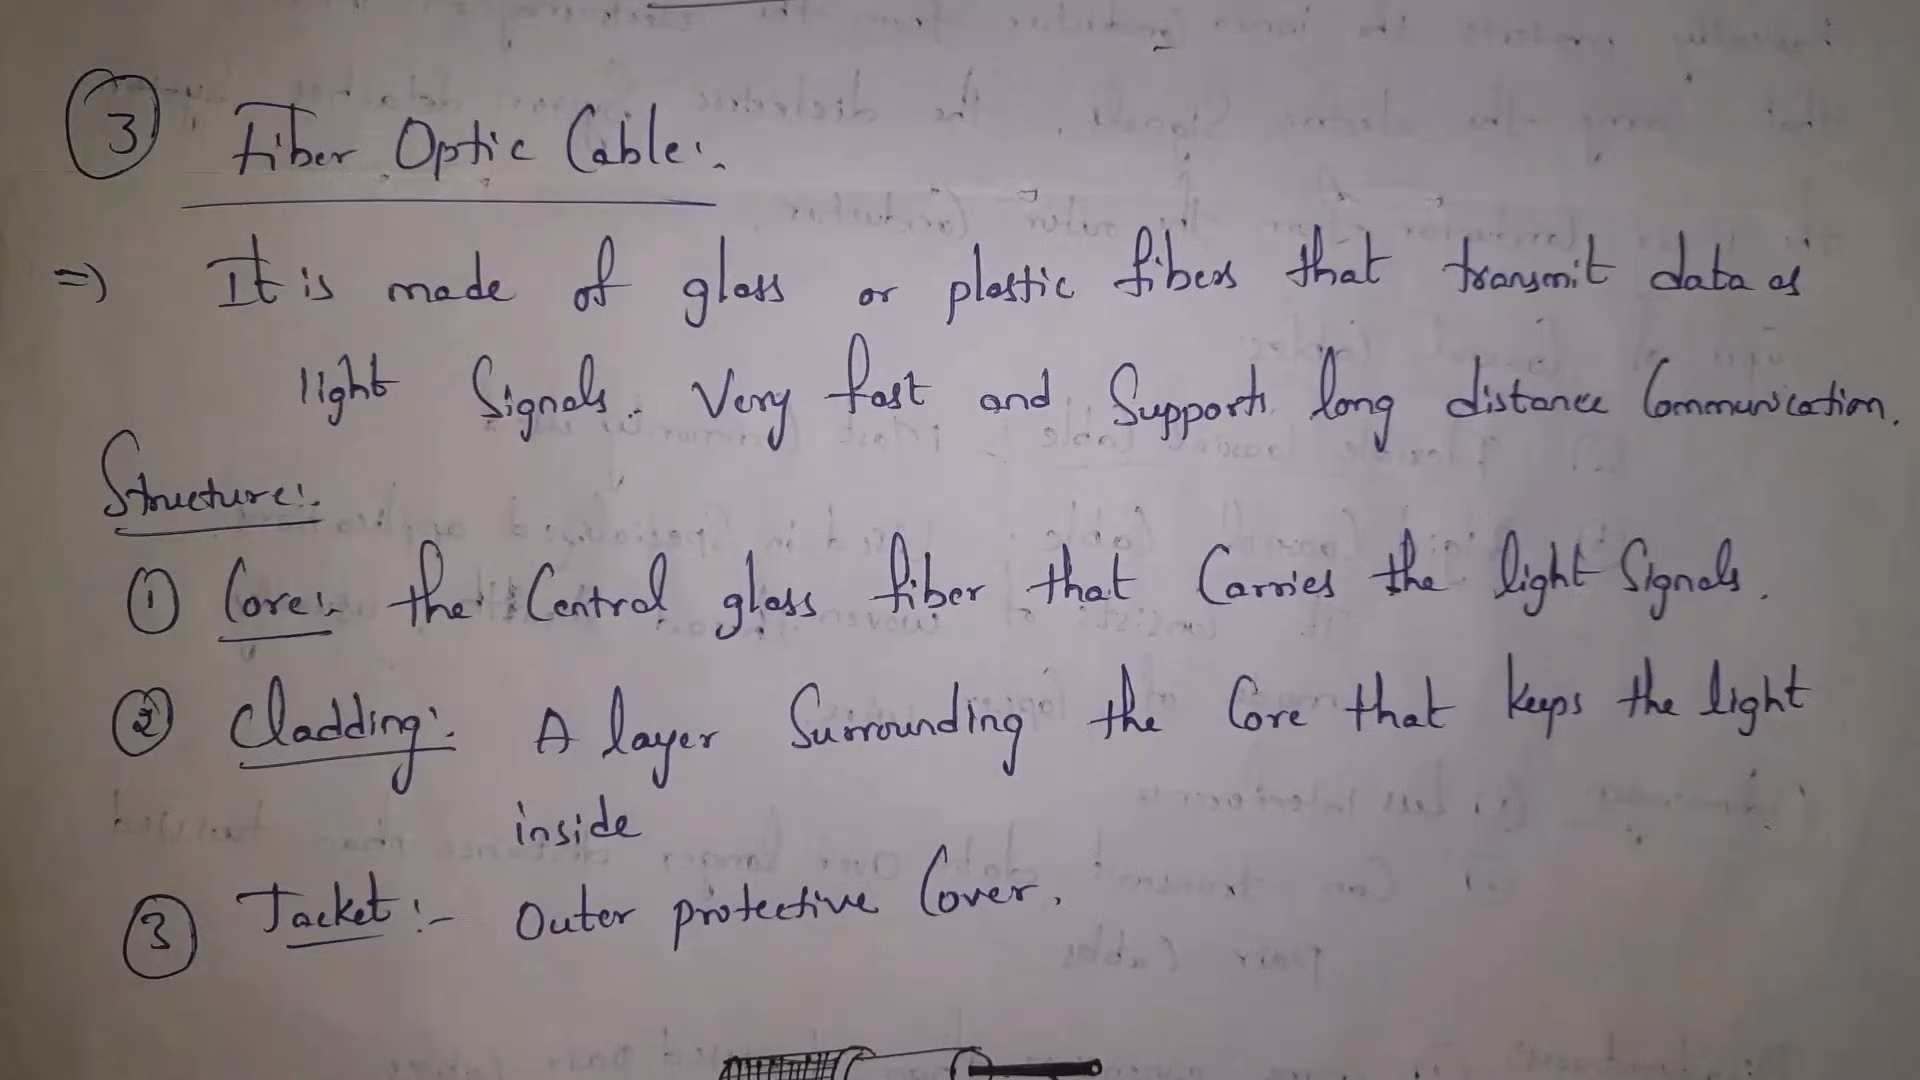 3 Fiber Optic Cable:-
=> It is made of glass or plastic fibers that transmit data as
light Signals. Very fast and Supports long distance Communication.
Structure:-
1 Core:- the Central glass fiber that Carries the light Signals.
2 Cladding:- A layer Surrounding the Core that keeps the light
inside
3 Jacket:- Outer protective Cover.